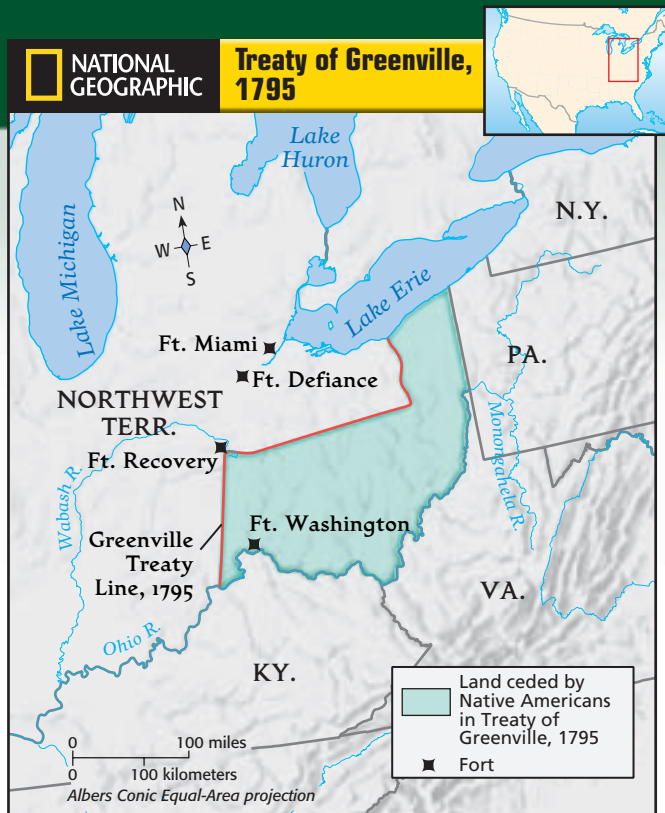 NATIONAL
GEOGRAPHIC
Treaty of Greenville,
1795
Lake
Huron
Lake Michigan
N
W E
S
N.Y.
Lake Erie
Ft. Miami
Ft. Defiance
PA.
NORTHWEST
TERR.
Monongahela R.
Ft. Recovery
Wabash R.
Ft. Washington
Greenville
Treaty
Line, 1795
VA.
Ohio R.
KY.
Land ceded by
Native Americans
in Treaty of
Greenville, 1795
Fort
0 100 miles
0 100 kilometers
Albers Conic Equal-Area projection